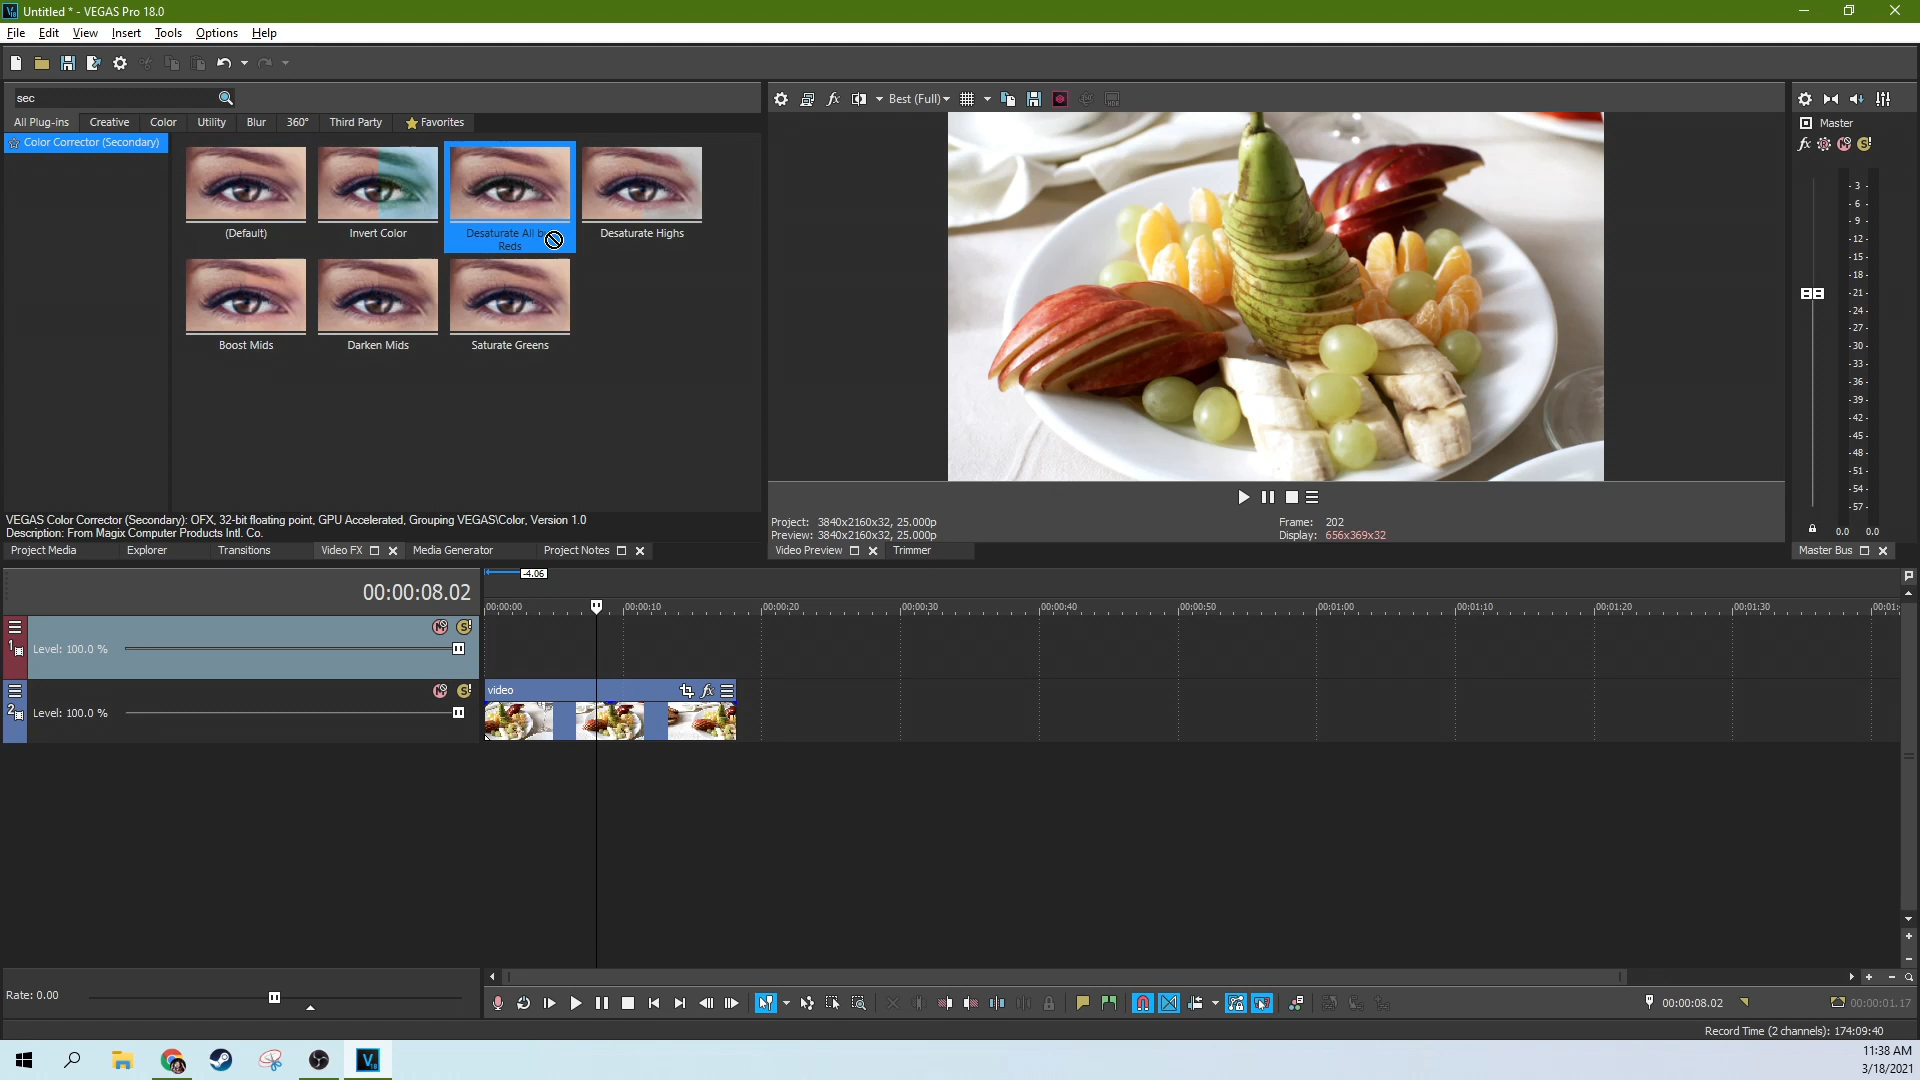 Untitled * - VEGAS Pro 18.0
File Edit View Insert Tools Options Help
sec
Best (Full)
All Plug-ins Creative Color Utility Blur 360° Third Party Favorites
Master
Color Corrector (Secondary)
(Default) Invert Color Desaturate All b
Reds
Desaturate Highs
Boost Mids Darken Mids Saturate Greens
3
6
9
-12-
-15-
-18-
-21-
-24-
-27-
-30-
-33-
-36-
-39-
-42-
-45-
-48-
-51-
-54-
-57-
0.0 0.0
VEGAS Color Corrector (Secondary): OFX, 32-bit floating point, GPU Accelerated, Grouping VEGAS\Color, Version 1.0
Description: From Magix Computer Products Intl. Co.
Project: 3840x2160x32, 25.000p
Preview: 3840x2160x32, 25.000p
Frame: 202
Display: 656x369x32
Project Media Explorer Transitions Video FX Media Generator Project Notes
Video Preview Trimmer
Master Bus
-4.06
00:00:08.02
00:00:00 00:00:10 00:00:20 00:00:30 00:00:40 00:00:50 00:01:00 00:01:10 00:01:20 00:01:30 00:01:
1 Level: 100.0 %
video fx
2 Level: 100.0 %
Rate: 0.00
00:00:08.02 00:00:01.17
Record Time (2 channels): 174:09:40
11:38 AM
3/18/2021